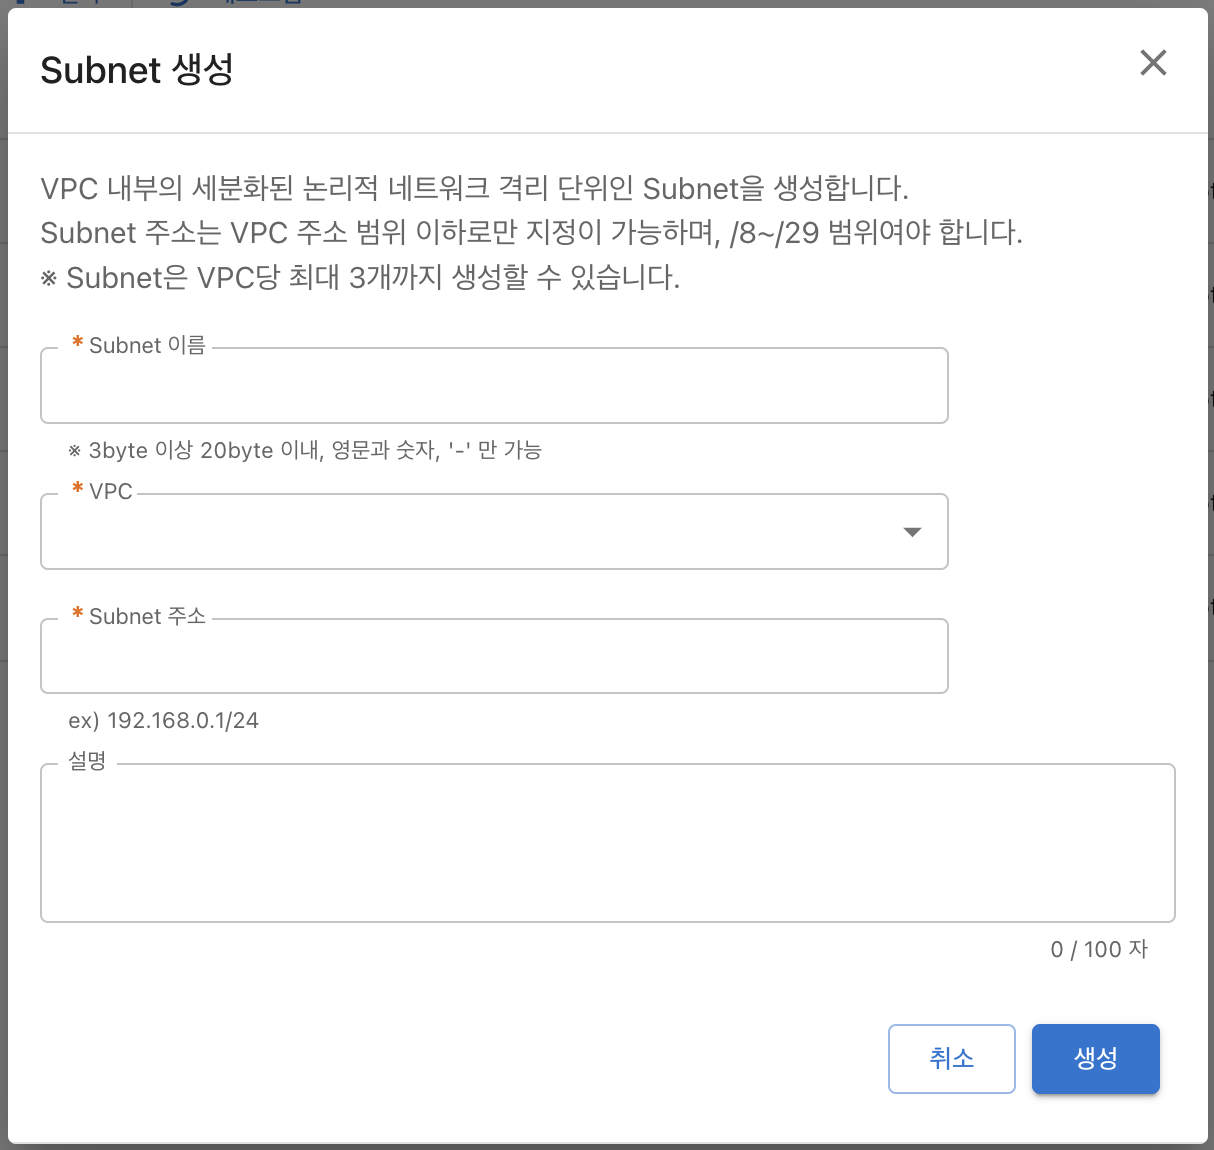 Subnet 생성
VPC 내부의 세분화된 논리적 네트워크 격리 단위인 Subnet을 생성합니다.
Subnet 주소는 VPC 주소 범위 이하로만 지정이 가능하며, /8~/29 범위여야 합니다.
※ Subnet은 VPC당 최대 3개까지 생성할 수 있습니다.
* Subnet 이름
※ 3byte 이상 20byte 이내, 영문과 숫자, '-' 만 가능
* VPC
* Subnet 주소
ex) 192.168.0.1/24
설명
0 / 100 자
취소
생성